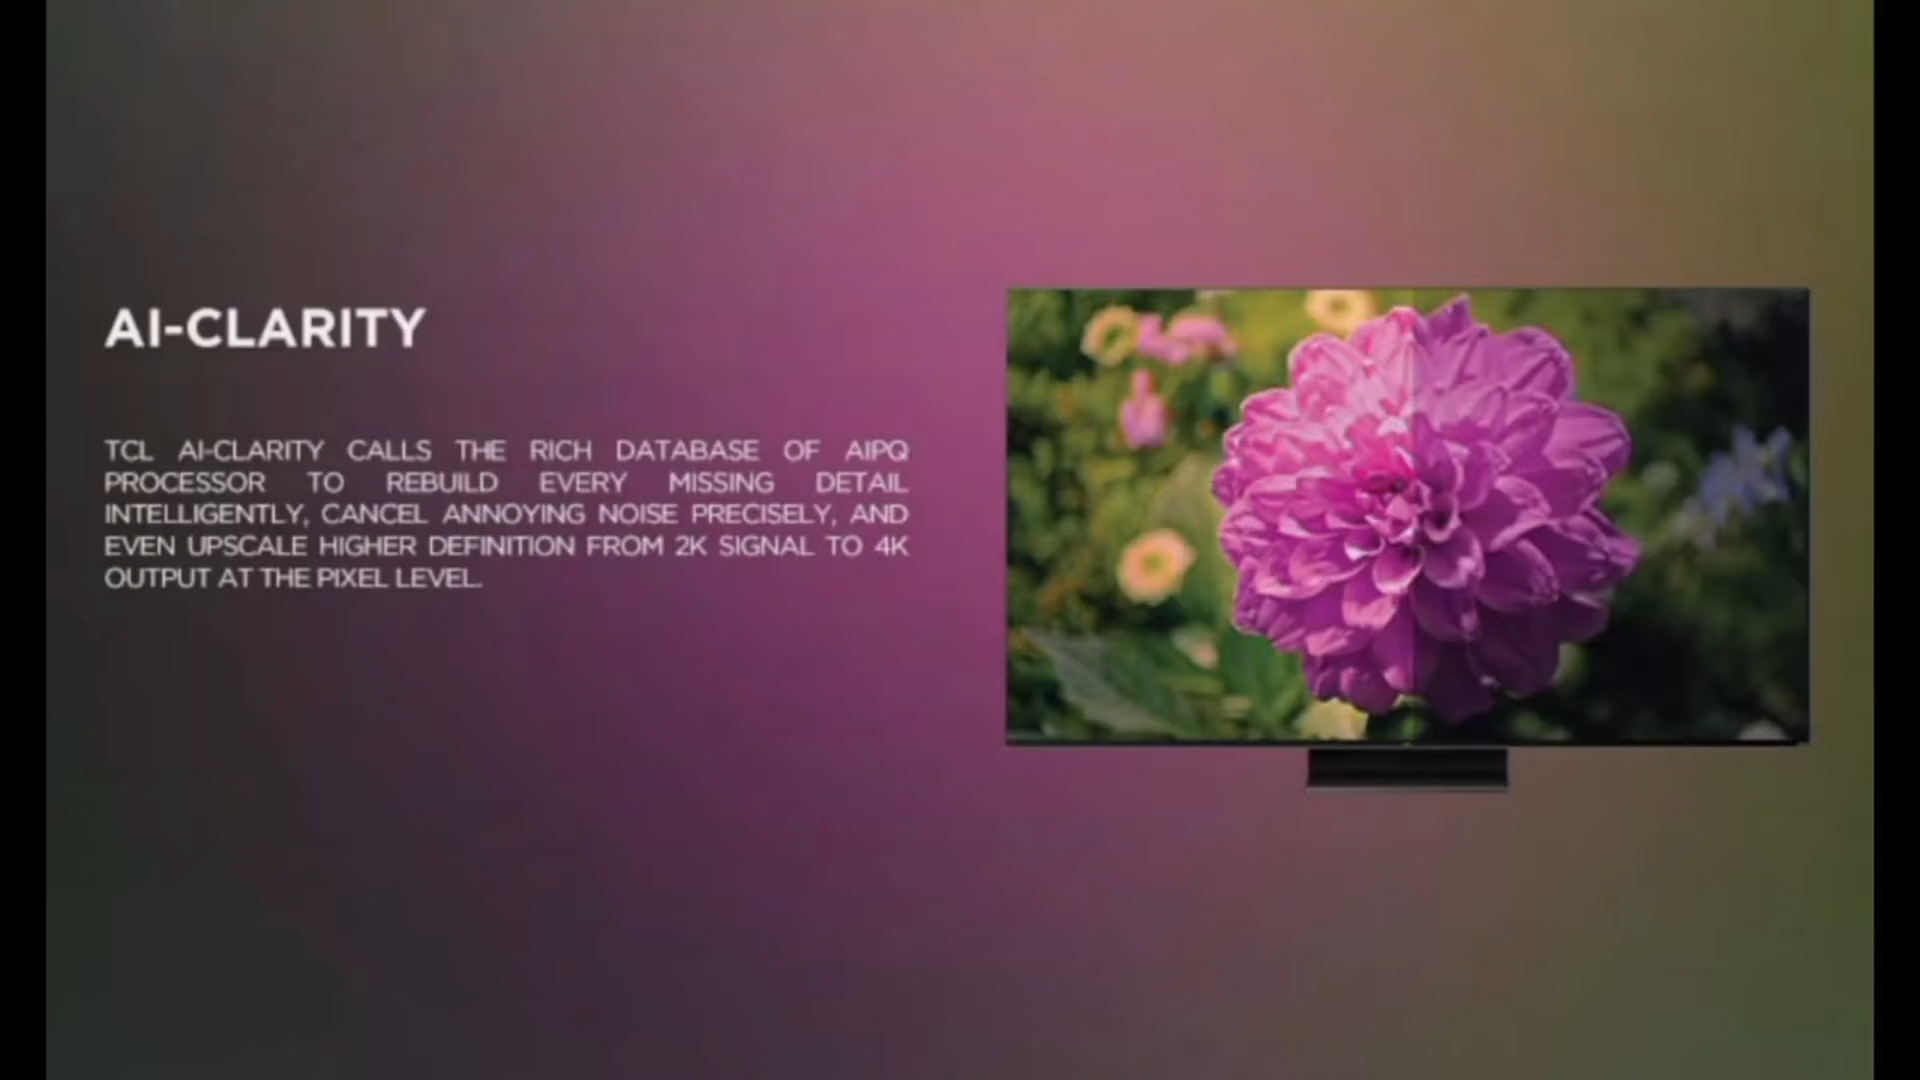 AI-CLARITY
TCL AI-CLARITY CALLS THE RICH DATABASE OF AIPQ
PROCESSOR TO REBUILD EVERY MISSING DETAIL
INTELLIGENTLY, CANCEL ANNOYING NOISE PRECISELY, AND
EVEN UPSCALE HIGHER DEFINITION FROM 2K SIGNAL TO 4K
OUTPUT AT THE PIXEL LEVEL.